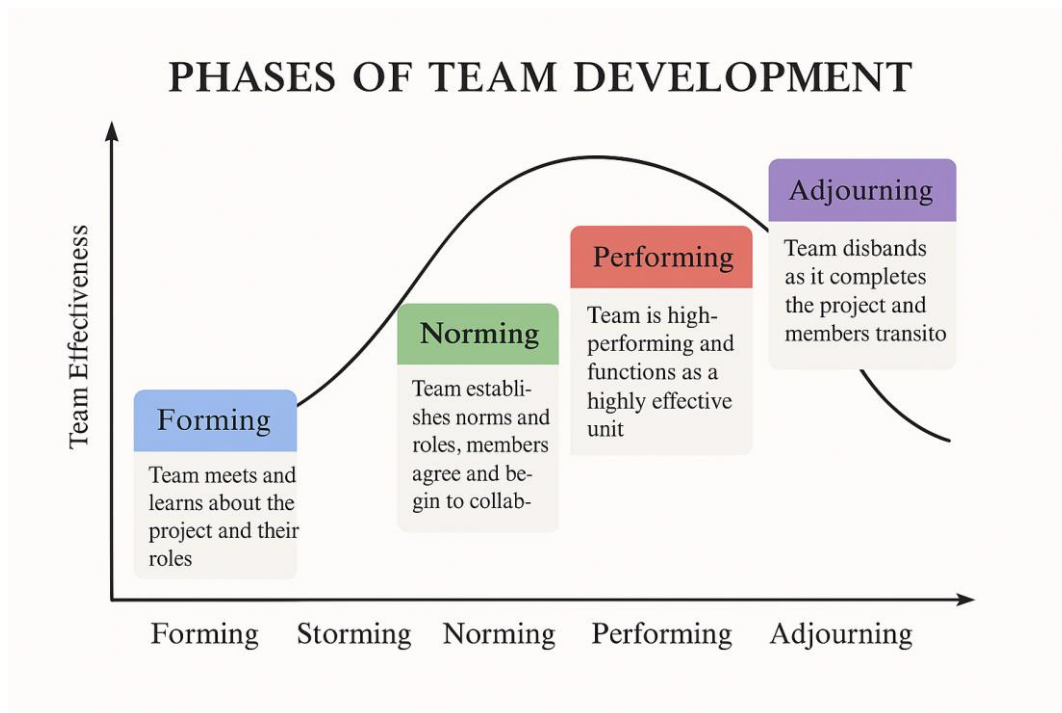 PHASES OF TEAM DEVELOPMENT
Team Effectiveness
Forming
Team meets and
learns about the
project and their
roles
Norming
Team establi-
shes norms and
roles, members
agree and be-
gin to collab-
Performing
Team is high-
performing and
functions as a
highly effective
unit
Adjourning
Team disbands
as it completes
the project and
members transito
Forming Storming Norming Performing Adjourning